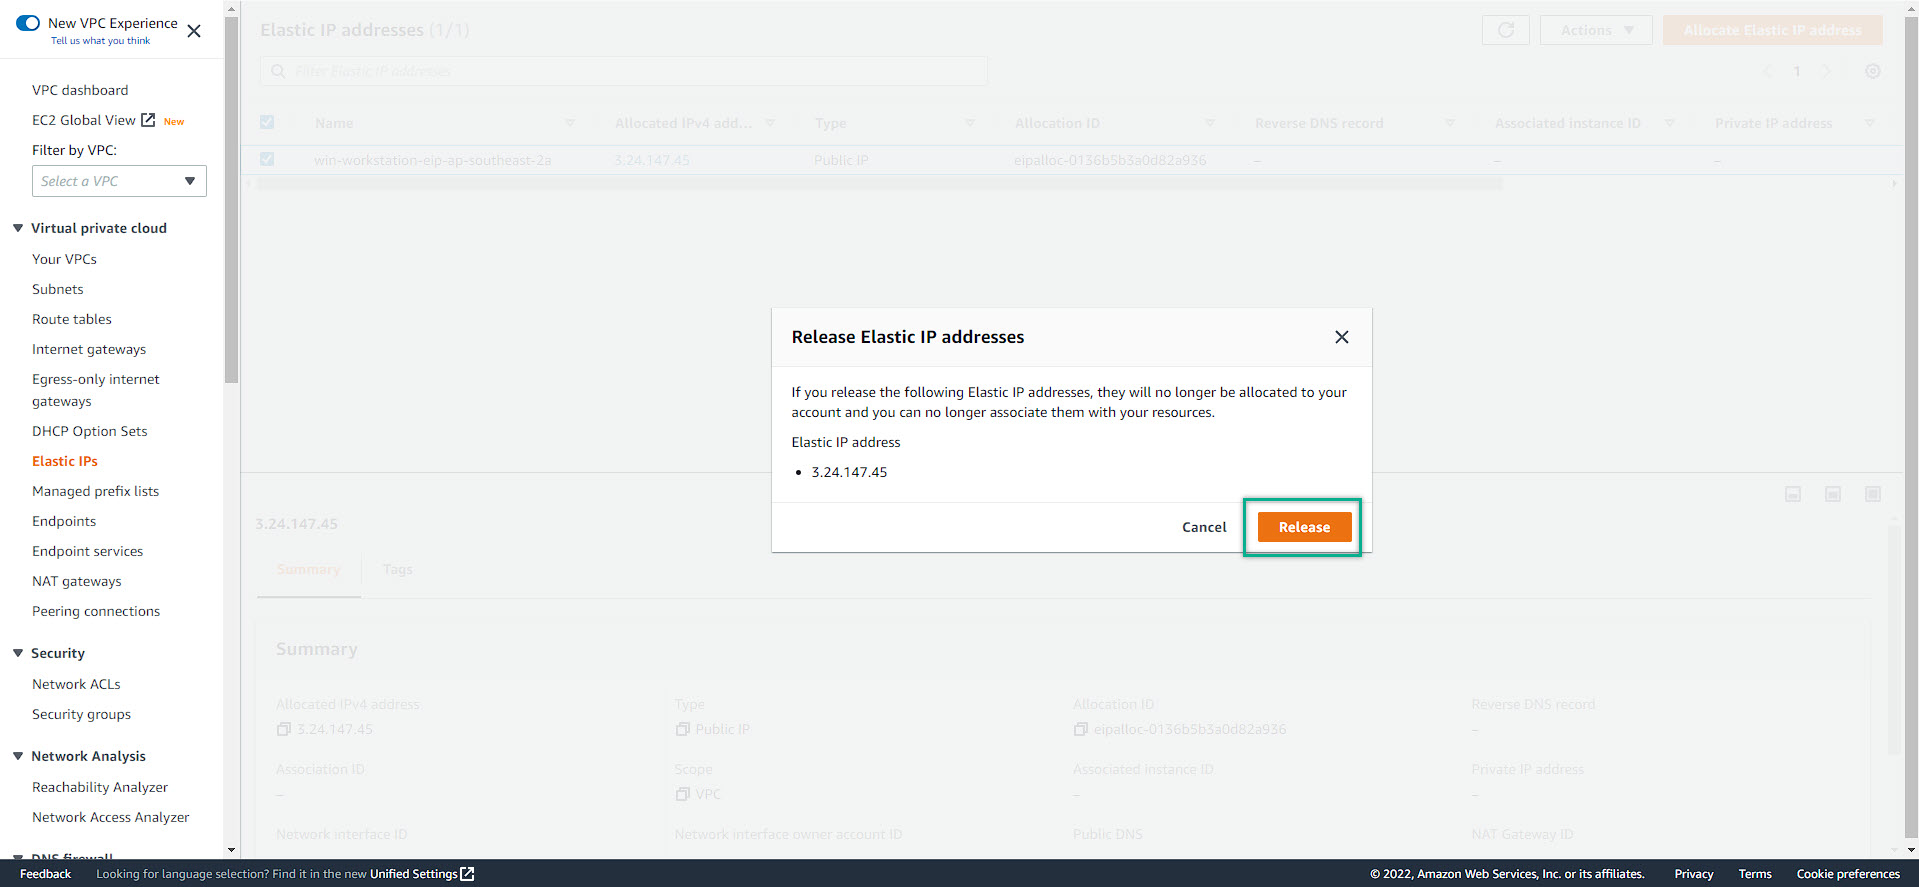 New VPC Experience
Tell us what you think
VPC dashboard
EC2 Global View New
Filter by VPC:
Select a VPC
Virtual private cloud
Your VPCs
Subnets
Route tables
Internet gateways
Egress-only internet
gateways
DHCP Option Sets
Elastic IPs
Managed prefix lists
Endpoints
Endpoint services
NAT gateways
Peering connections
Security
Network ACLs
Security groups
Network Analysis
Reachability Analyzer
Network Access Analyzer
DNS firewall
Elastic IP addresses (1/1)
Actions
Allocate Elastic IP address
Filter Elastic IP addresses
1
Name Allocated IPv4 add... Type Allocation ID Reverse DNS record Associated instance ID Private IP address
win-workstation-eip-ap-southeast-2a 3.24.147.45 Public IP eipalloc-0136b5b3a0d82a936 – – –
Release Elastic IP addresses
If you release the following Elastic IP addresses, they will no longer be allocated to your
account and you can no longer associate them with your resources.
Elastic IP address
• 3.24.147.45
Cancel Release
3.24.147.45
Summary Tags
Summary
Allocated IPv4 address Type Allocation ID Reverse DNS record
3.24.147.45 Public IP eipalloc-0136b5b3a0d82a936 –
Association ID Scope Associated instance ID Private IP address
– VPC – –
Network interface ID Network interface owner account ID Public DNS NAT Gateway ID
Feedback Looking for language selection? Find it in the new Unified Settings © 2022, Amazon Web Services, Inc. or its affiliates. Privacy Terms Cookie preferences